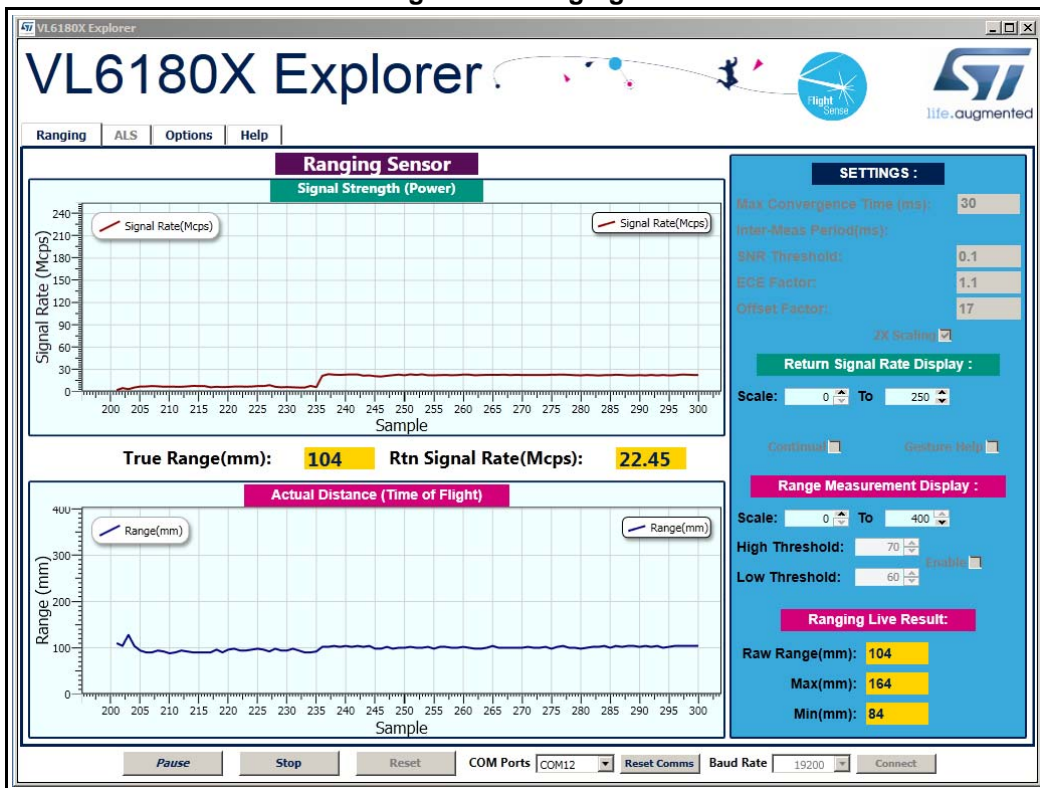 VL6180X Explorer
VL6180X Explorer
Flight
Sense
life.augmented
Ranging ALS Options Help
Ranging Sensor
Signal Strength (Power)
Signal Rate(Mcps) Signal Rate(Mcps)
Signal Rate (Mcps)
240
210
180
150
120
90
60
30
0
200 205 210 215 220 225 230 235 240 245 250 255 260 265 270 275 280 285 290 295 300
Sample
True Range(mm): 104 Rtn Signal Rate(Mcps): 22.45
Actual Distance (Time of Flight)
Range(mm) Range(mm)
Range (mm)
400
300
200
100
0
200 205 210 215 220 225 230 235 240 245 250 255 260 265 270 275 280 285 290 295 300
Sample
SETTINGS :
Max Convergence Time (ms): 30
Inter-Meas Period(ms):
SNR Threshold: 0.1
ECE Factor: 1.1
Offset Factor: 17
2X Scaling
Return Signal Rate Display :
Scale: 0 To 250
Continual Gesture Help
Range Measurement Display :
Scale: 0 To 400
High Threshold: 70
Enable
Low Threshold: 60
Ranging Live Result:
Raw Range(mm): 104
Max(mm): 164
Min(mm): 84
Pause Stop Reset COM Ports COM12 Reset Comms Baud Rate 19200 Connect